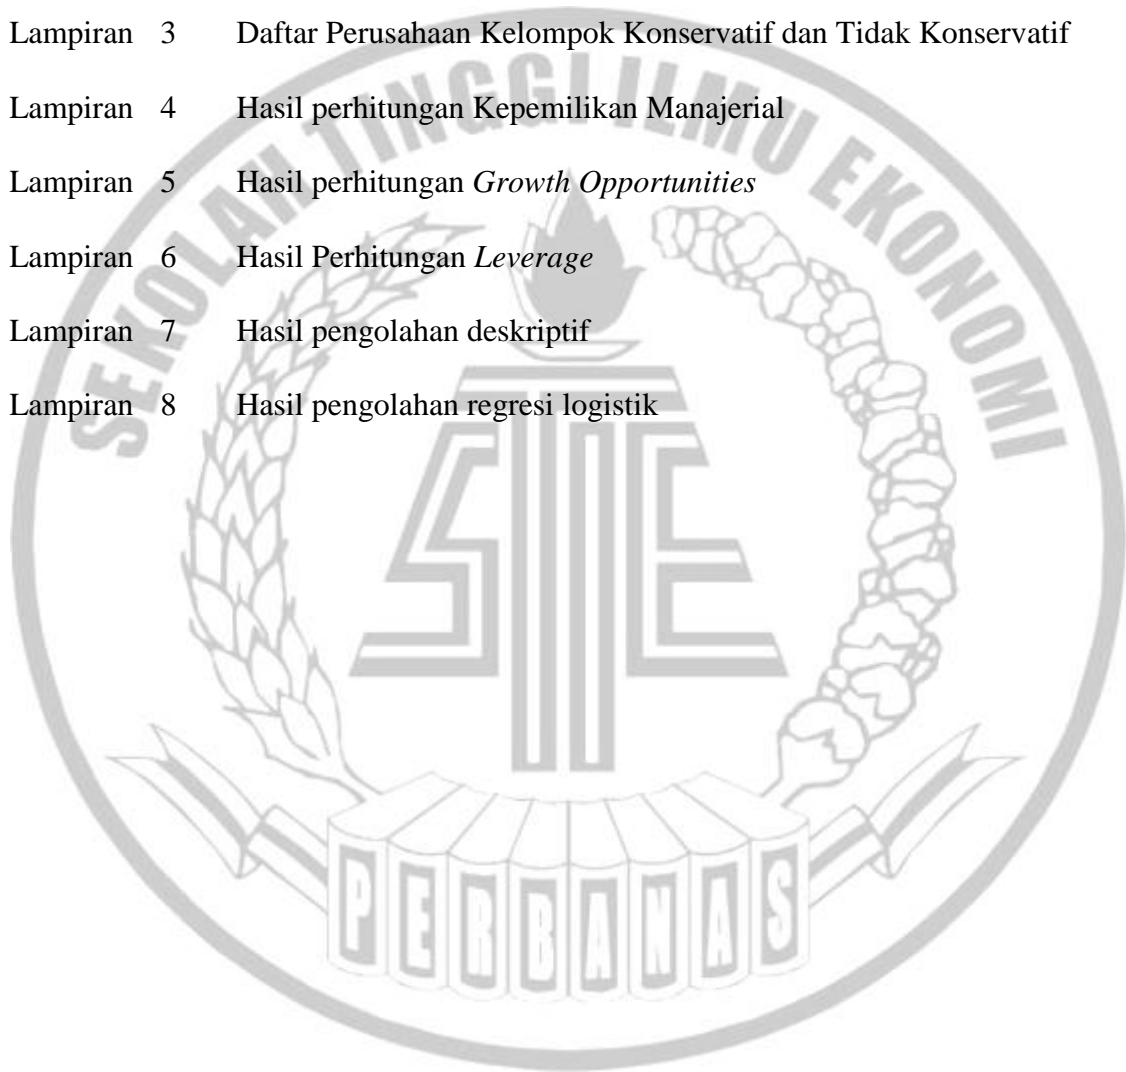 Lampiran 3 Daftar Perusahaan Kelompok Konservatif dan Tidak Konservatif
Lampiran 4 Hasil perhitungan Kepemilikan Manajerial
Lampiran 5 Hasil perhitungan Growth Opportunities
Lampiran 6 Hasil Perhitungan Leverage
Lampiran 7 Hasil pengolahan deskriptif
Lampiran 8 Hasil pengolahan regresi logistik
SEKOLAH TINGGI ILMU EKONOMI
STIE
PERBANAS